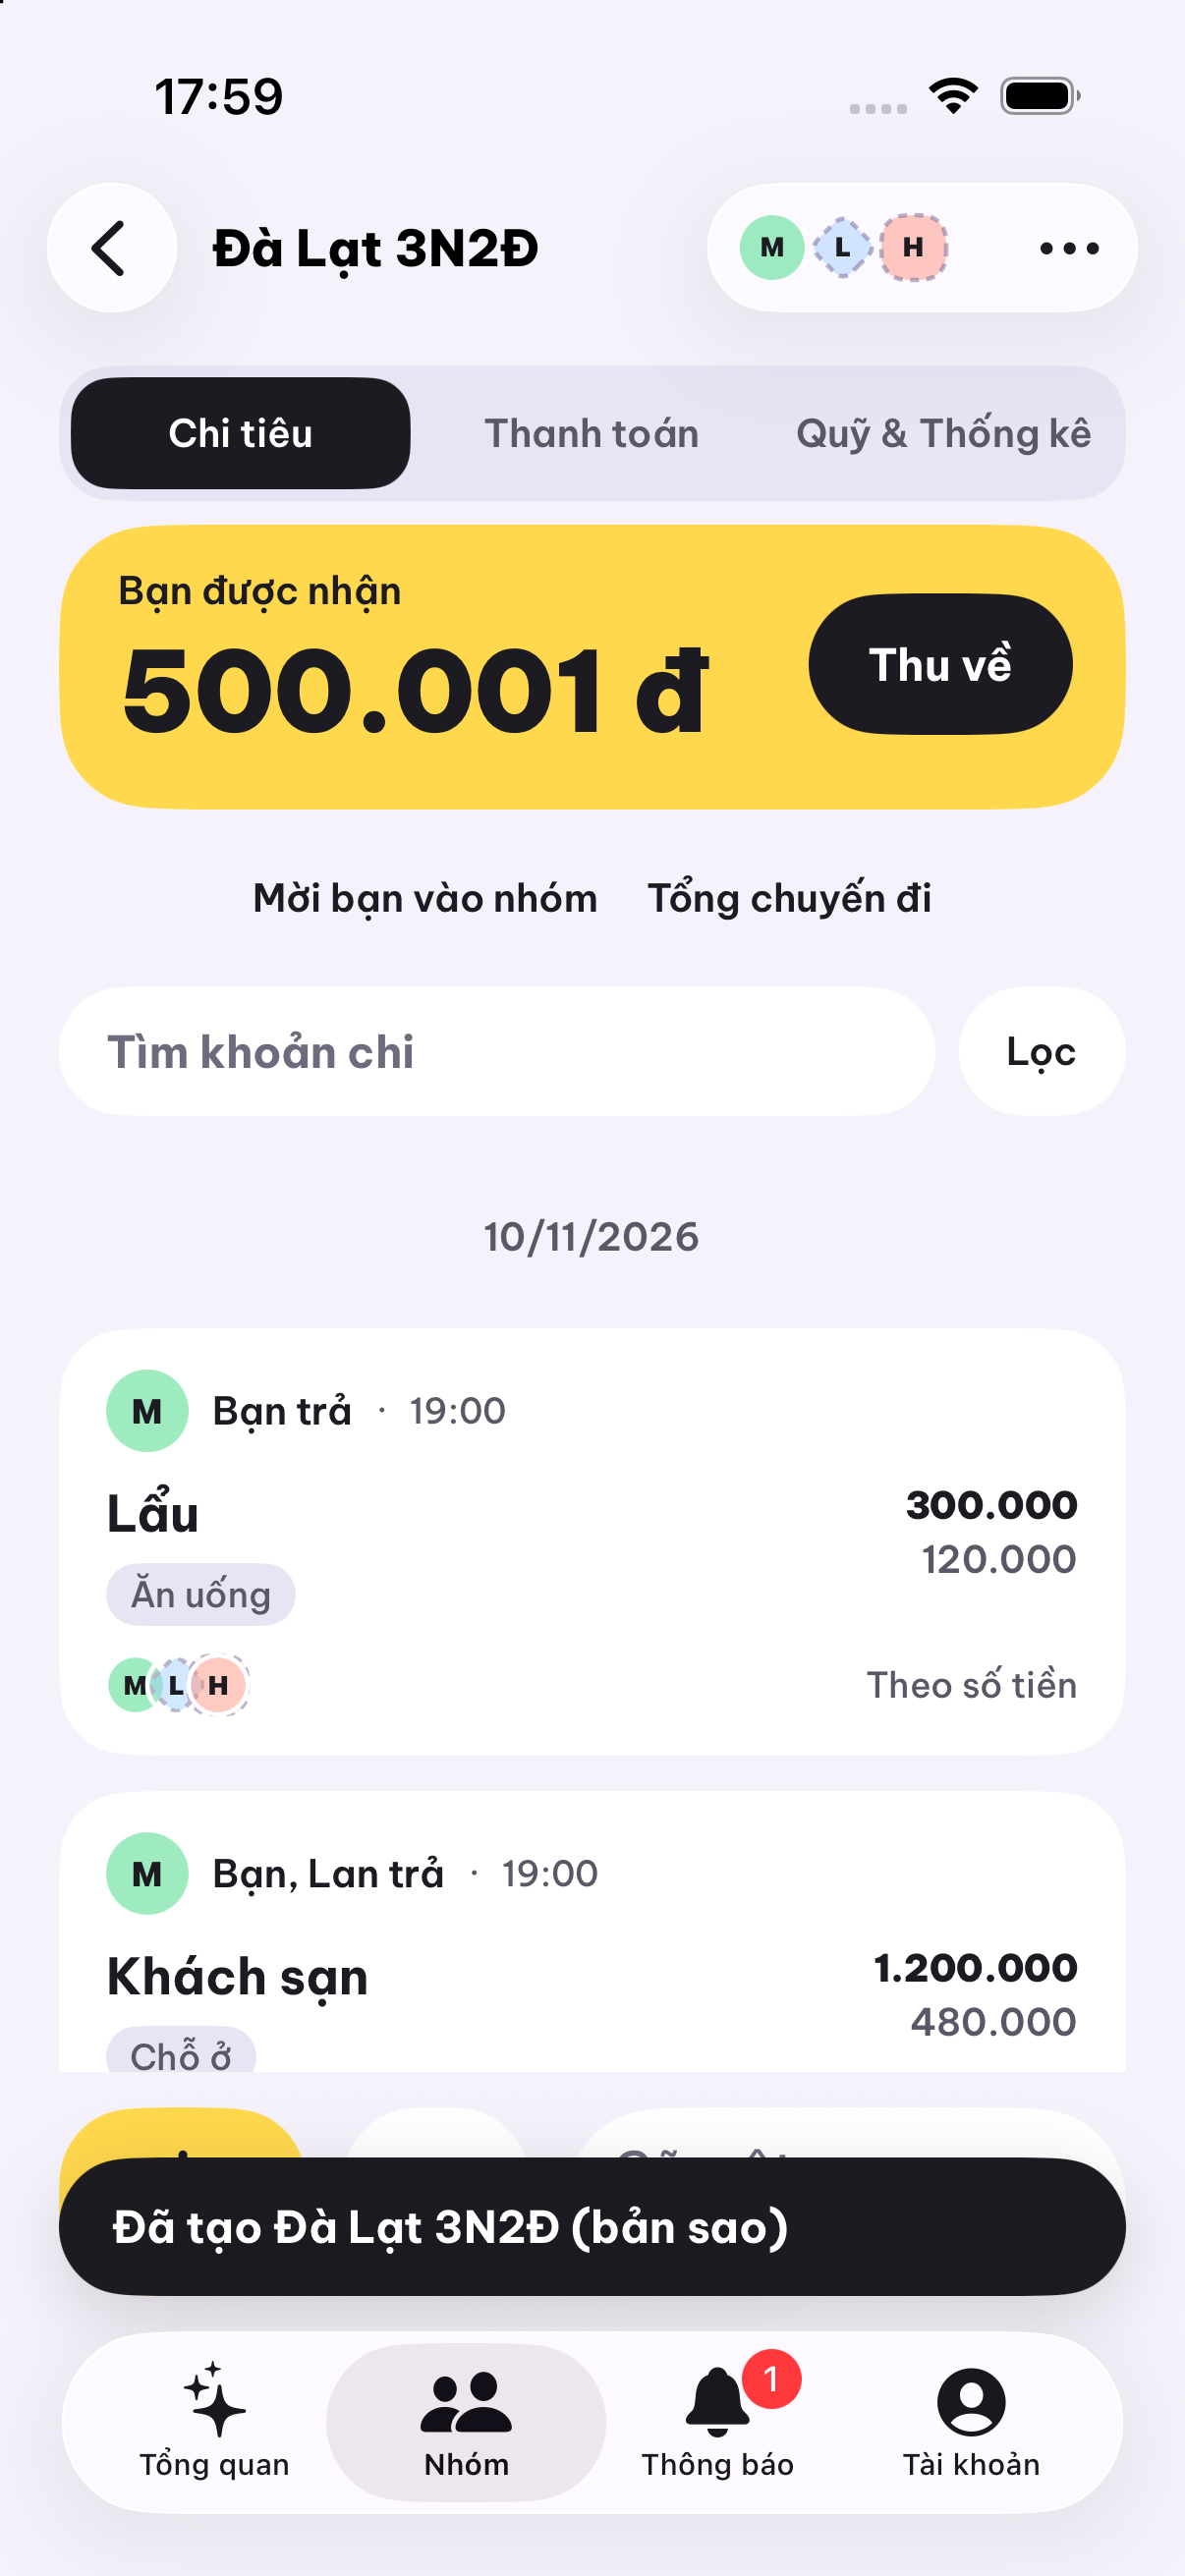 17:59
Đà Lạt 3N2Đ
M L H
Chi tiêu Thanh toán Quỹ & Thống kê
Bạn được nhận
500.001 đ
Thu về
Mời bạn vào nhóm Tổng chuyến đi
Tìm khoản chi
Lọc
10/11/2026
M Bạn trả · 19:00
Lẩu
300.000
120.000
Ăn uống
M L H
Theo số tiền
M Bạn, Lan trả · 19:00
Khách sạn
1.200.000
480.000
Chỗ ở
Đã tạo Đà Lạt 3N2Đ (bản sao)
1
Tổng quan Nhóm Thông báo Tài khoản